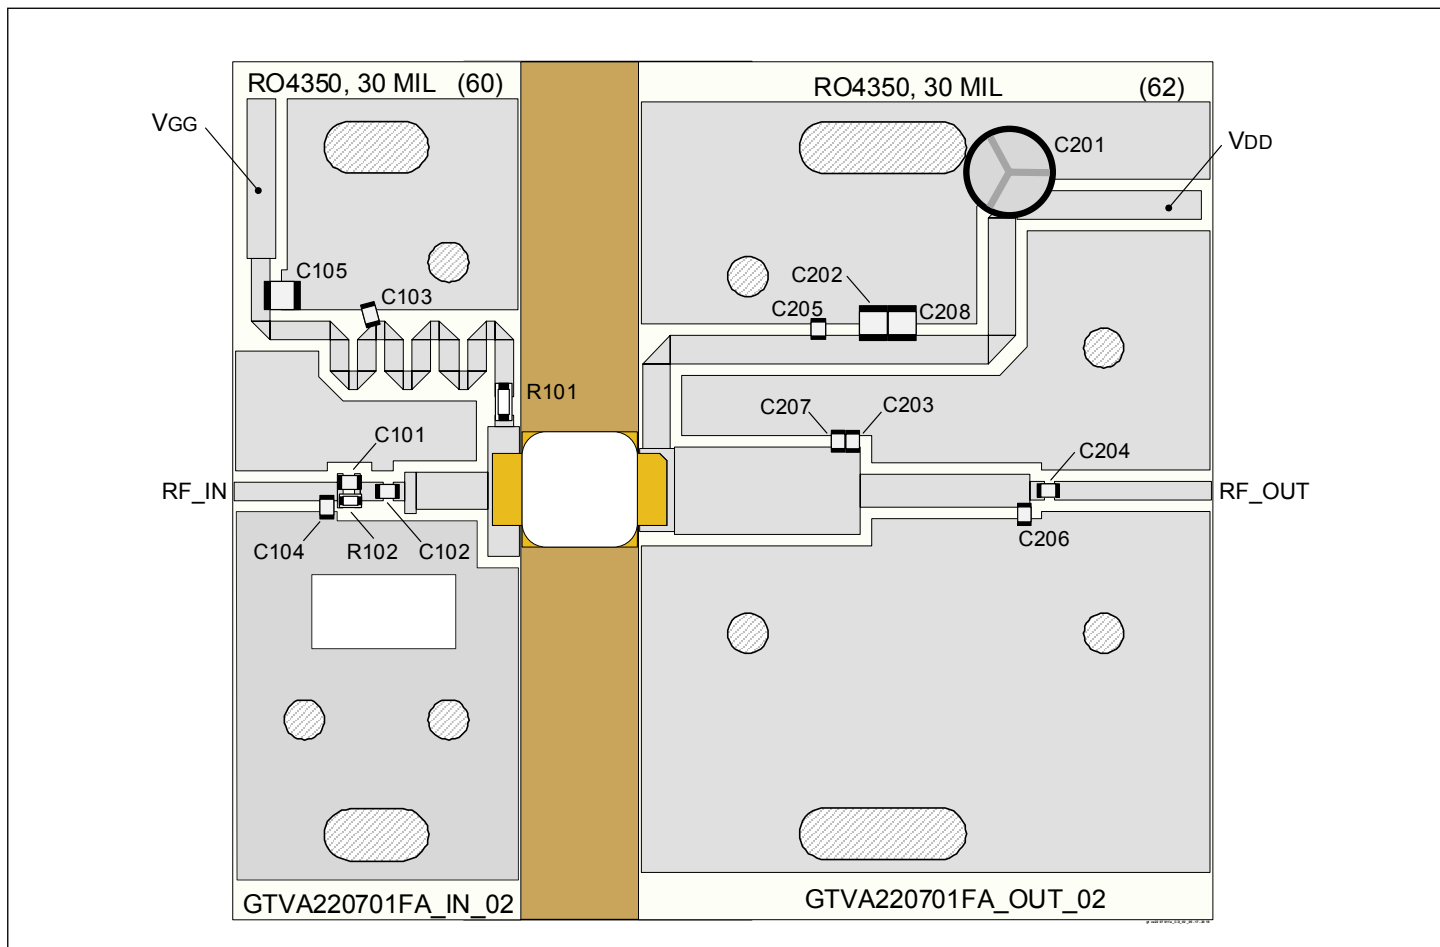 RO4350, 30 MIL (60)
RO4350, 30 MIL (62)
VGG
C201
VDD
C105
C103
C202
C205
C208
R101
C207
C203
C101
C204
RF_IN
RF_OUT
C104
R102
C102
C206
GTVA220701FA_IN_02
GTVA220701FA_OUT_02